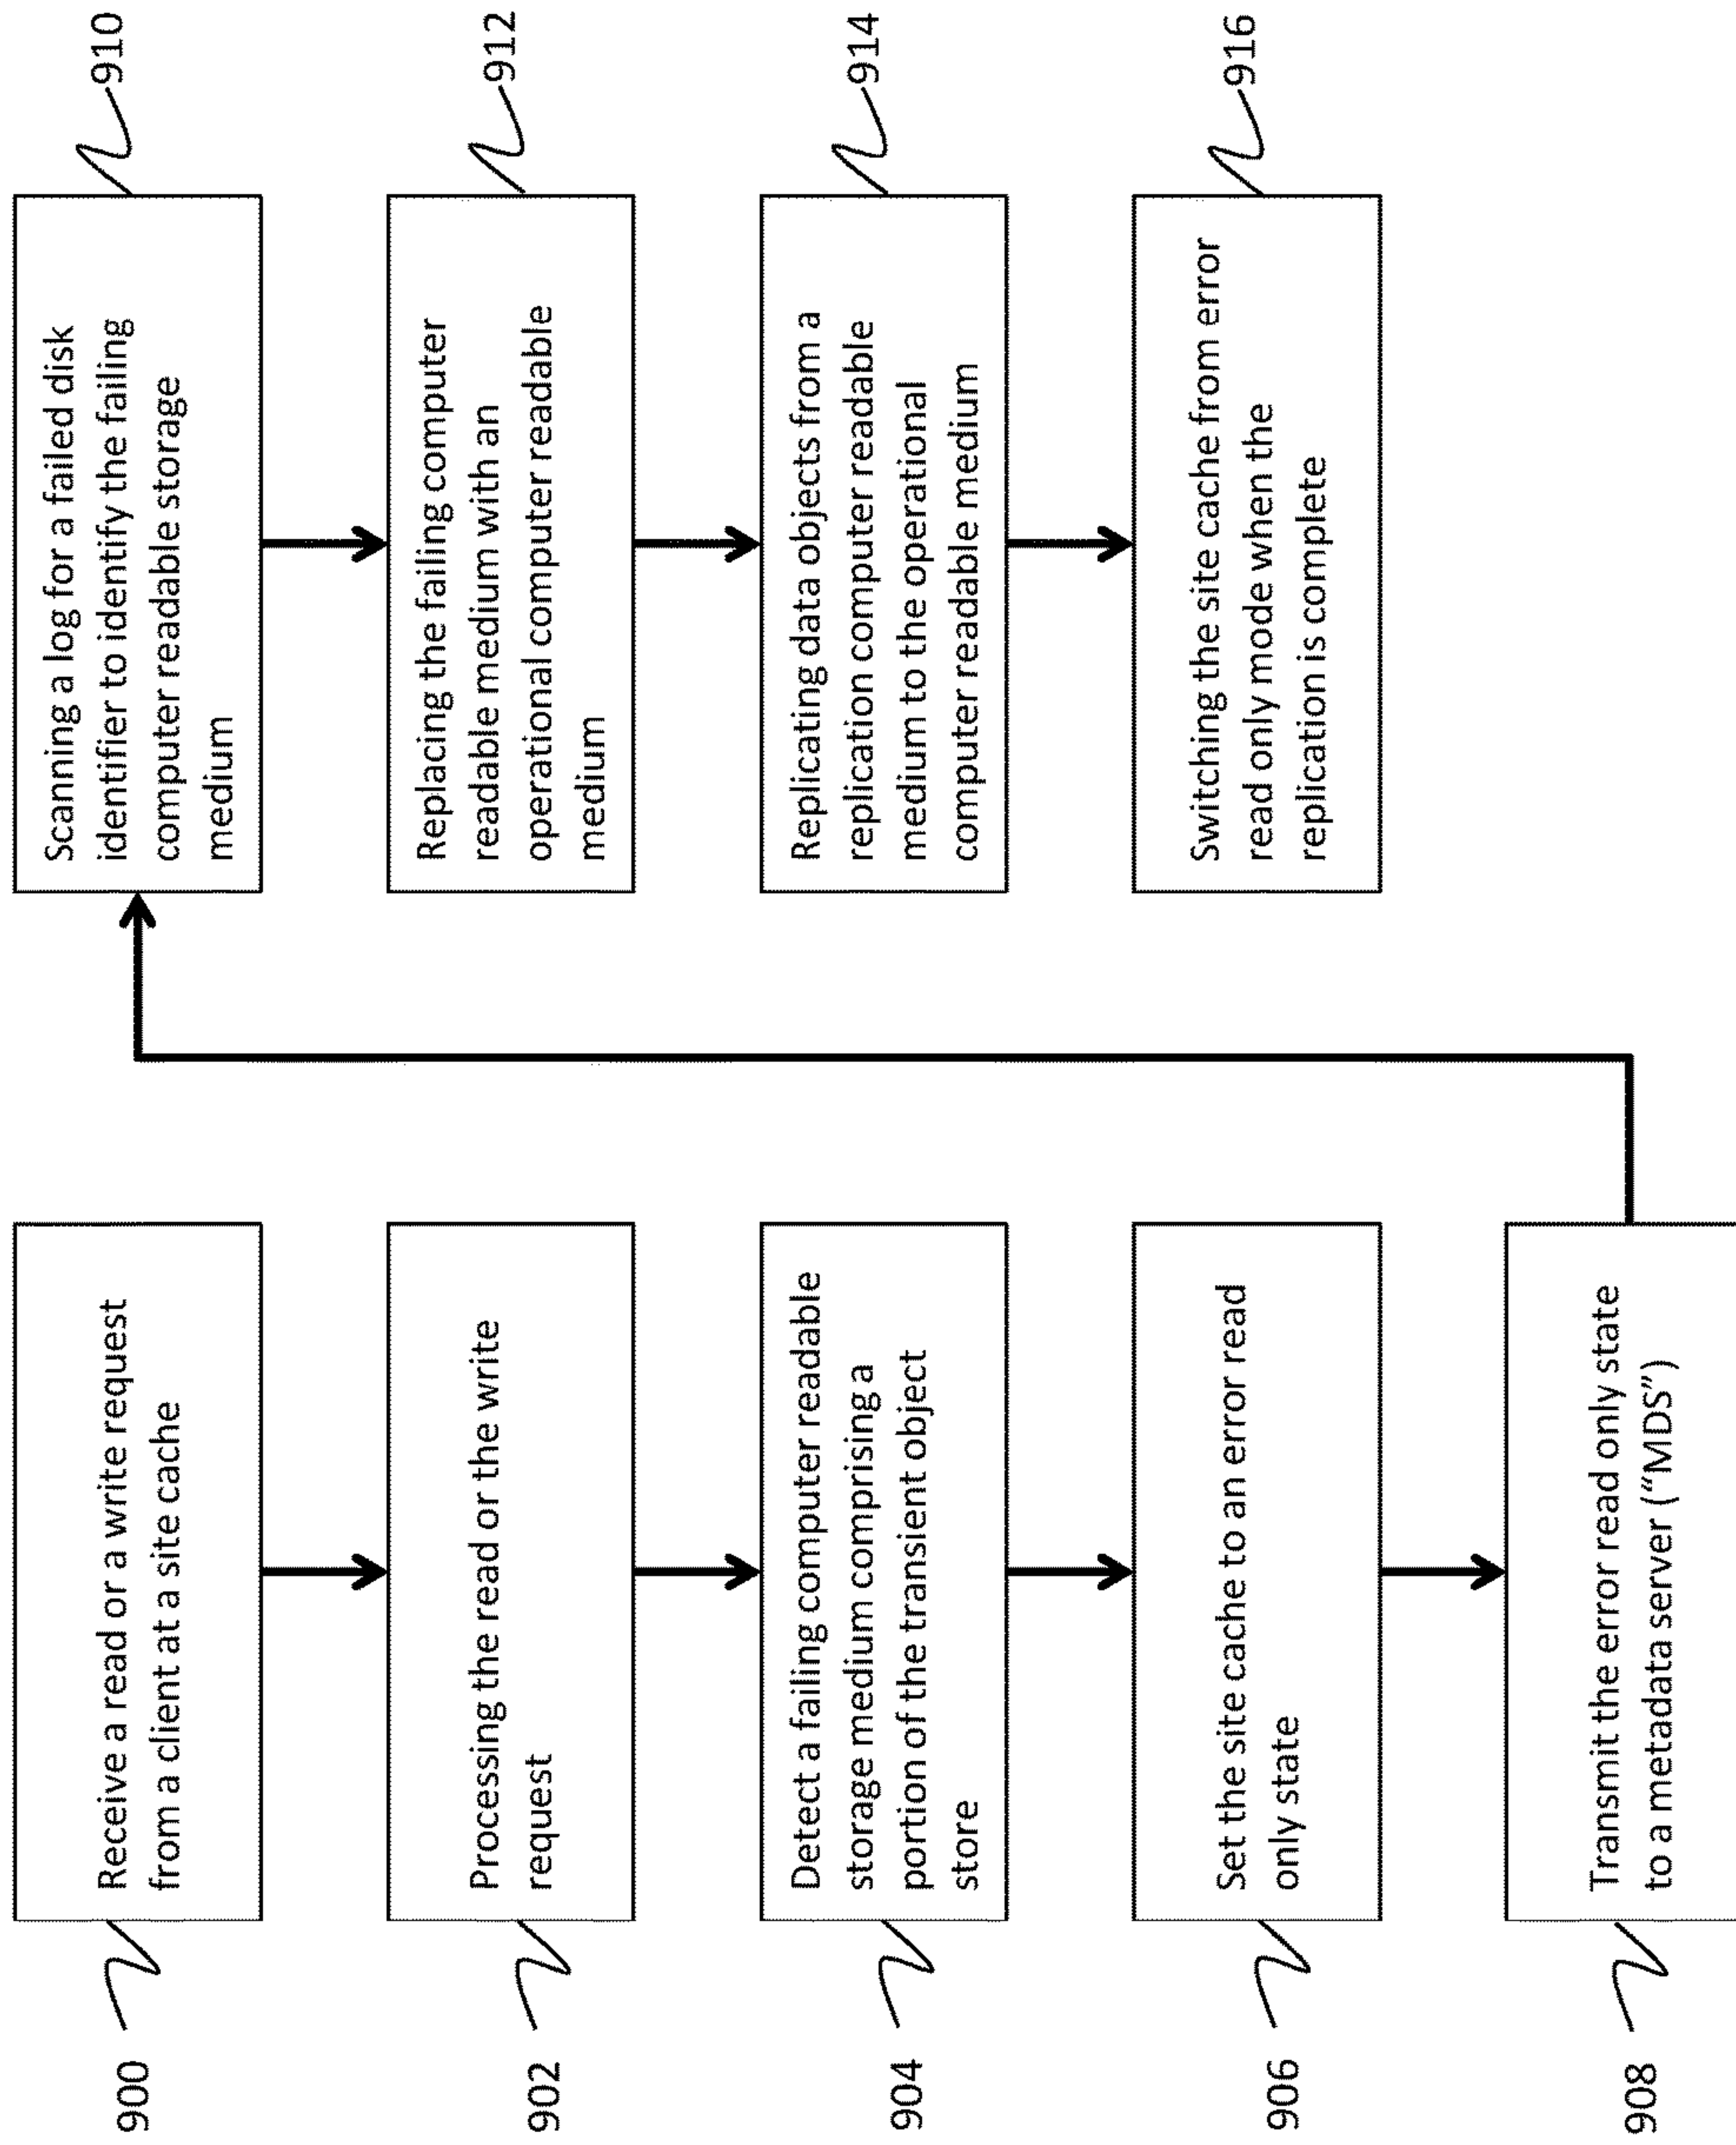 900
Receive a read or a write request
from a client at a site cache
902
Processing the read or the write
request
904
Detect a failing computer readable
storage medium comprising a
portion of the transient object
store
906
Set the site cache to an error read
only state
908
Transmit the error read only state
to a metadata server (“MDS”)
Scanning a log for a failed disk
identifier to identify the failing
computer readable storage
medium
910
Replacing the failing computer
readable medium with an
operational computer readable
medium
912
Replicating data objects from a
replication computer readable
medium to the operational
computer readable medium
914
Switching the site cache from error
read only mode when the
replication is complete
916